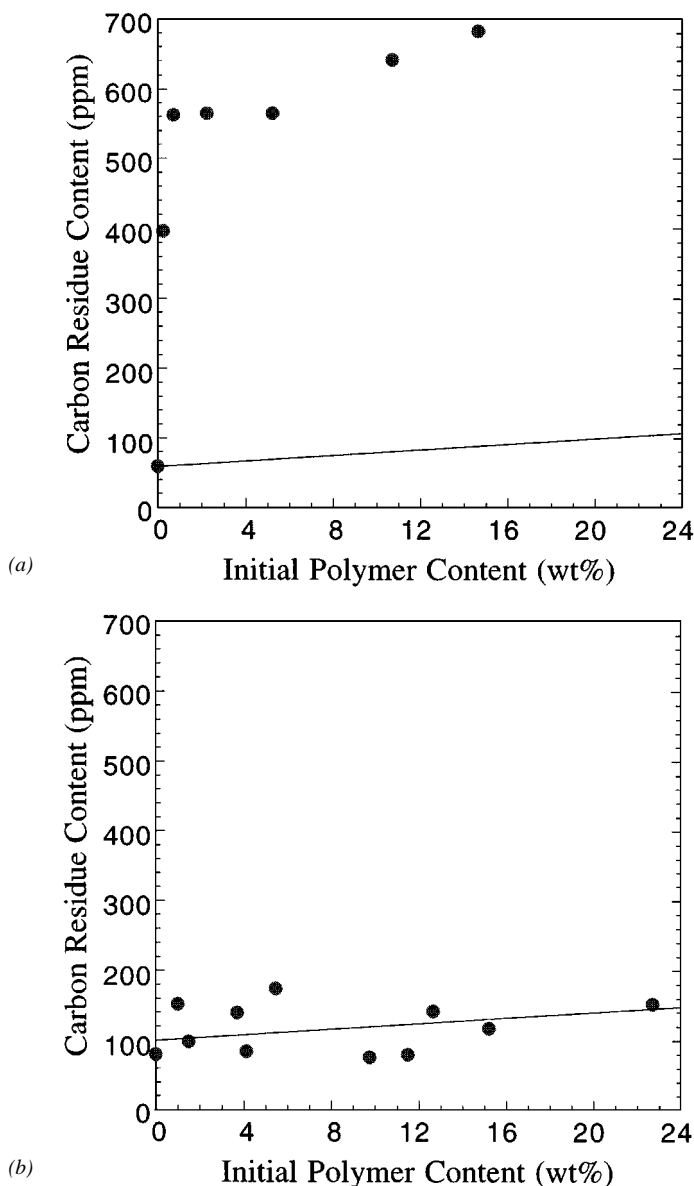 700
600
500
400
300
200
100
0
Carbon Residue Content (ppm)
0 4 8 12 16 20 24
Initial Polymer Content (wt%)
(a)
700
600
500
400
300
200
100
0
Carbon Residue Content (ppm)
0 4 8 12 16 20 24
Initial Polymer Content (wt%)
(b)